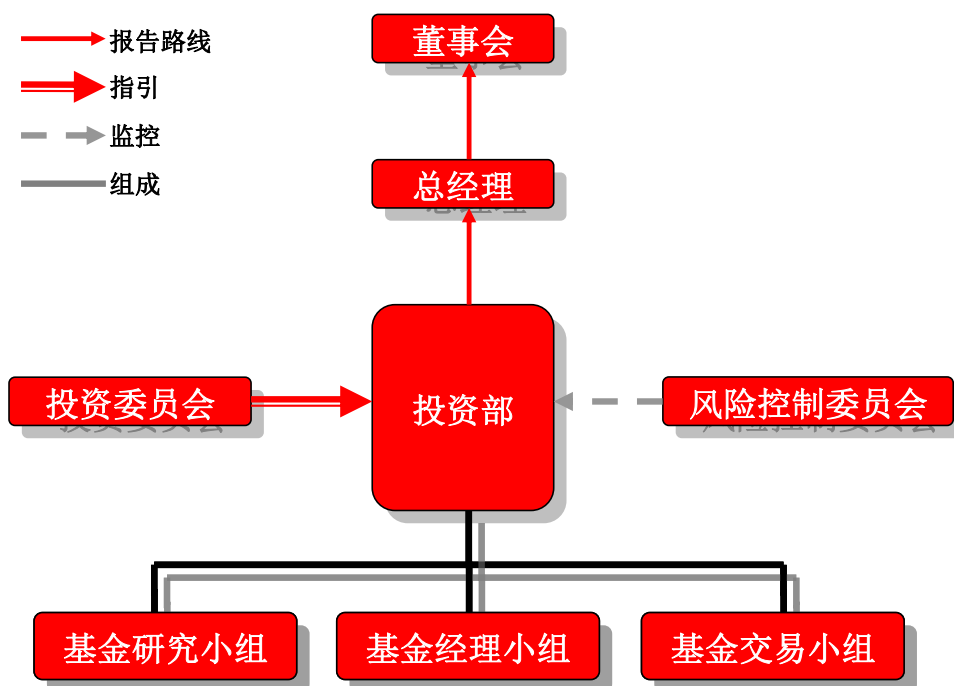 报告路线
指引
监控
组成
董事会
总经理
投资委员会
投资部
风险控制委员会
基金研究小组
基金经理小组
基金交易小组